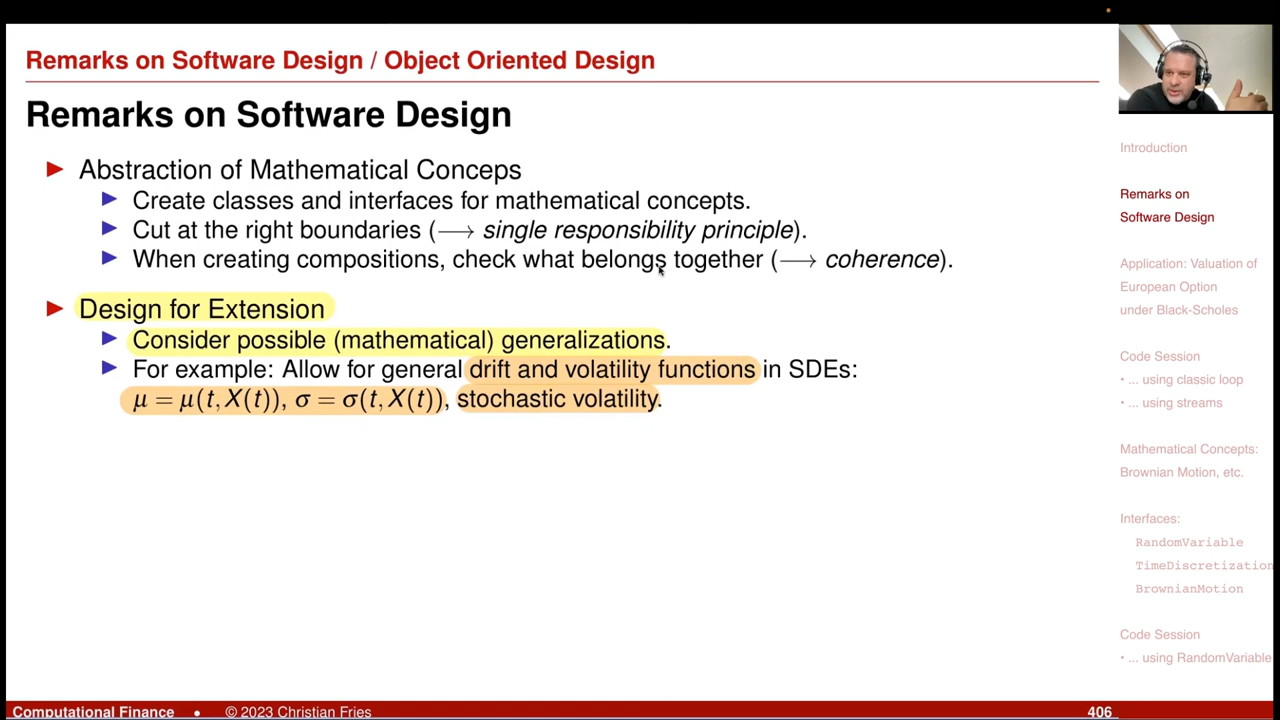 Remarks on Software Design / Object Oriented Design
Remarks on Software Design
▶ Abstraction of Mathematical Conceps
▶ Create classes and interfaces for mathematical concepts.
▶ Cut at the right boundaries (⟶ single responsibility principle).
▶ When creating compositions, check what belongs together (⟶ coherence).
▶ Design for Extension
▶ Consider possible (mathematical) generalizations.
▶ For example: Allow for general drift and volatility functions in SDEs:
μ = μ(t, X(t)), σ = σ(t, X(t)), stochastic volatility.
Introduction
Remarks on
Software Design
Application: Valuation of
European Option
under Black-Scholes
Code Session
• ... using classic loop
• ... using streams
Mathematical Concepts:
Brownian Motion, etc.
Interfaces:
RandomVariable
TimeDiscretization
BrownianMotion
Code Session
• ... using RandomVariable
Computational Finance • © 2023 Christian Fries 406